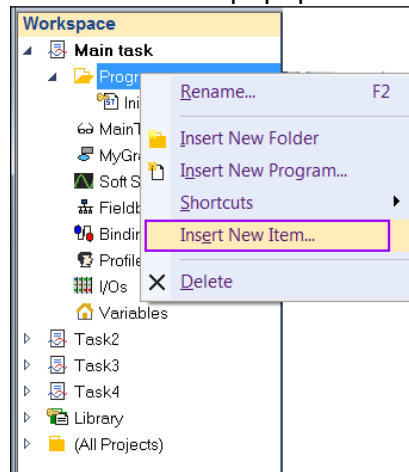 Workspace
Main task
Progr
Rename... F2
Ini
MainT
Insert New Folder
MyGra
Insert New Program...
Soft S
Shortcuts
Fieldb
Bindin
Insert New Item...
Profile
I/Os
Delete
Variables
Task2
Task3
Task4
Library
(All Projects)